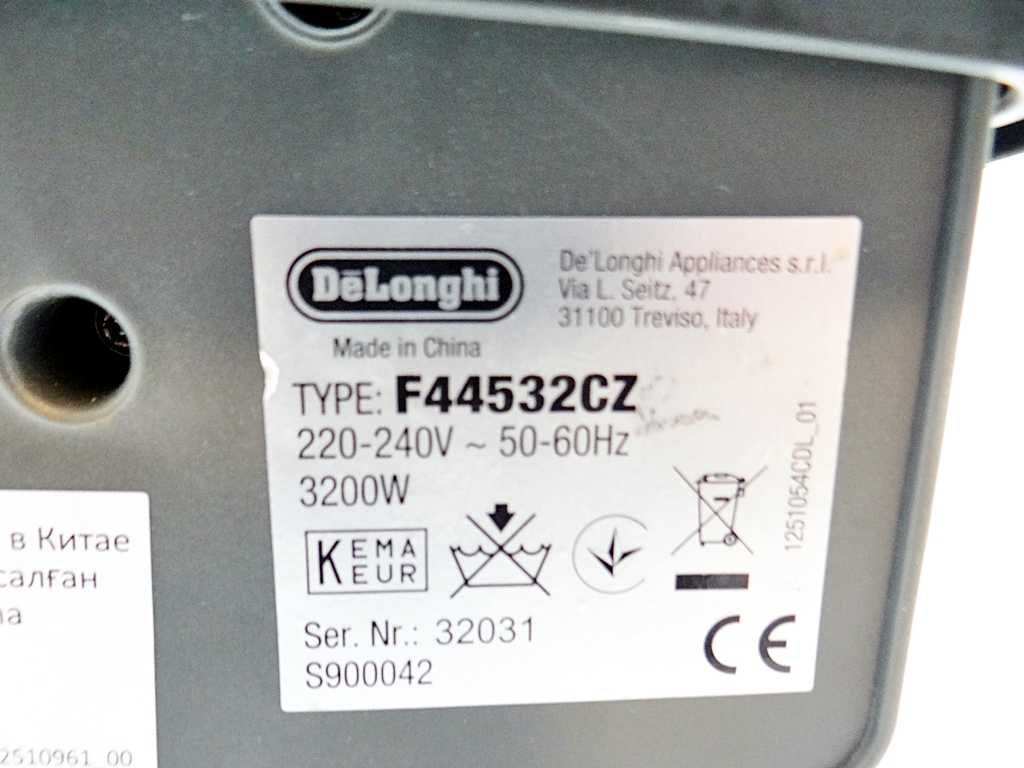 DeLonghi
De'Longhi Appliances s.r.l.
Via L. Seitz, 47
31100 Treviso, Italy
Made in China
TYPE: F44532CZ
220-240V ~ 50-60Hz
3200W
KEMA
EUR
1251054CDL_01
Ser. Nr.: 32031
S900042
CE
в Китае
салған
2510961_00